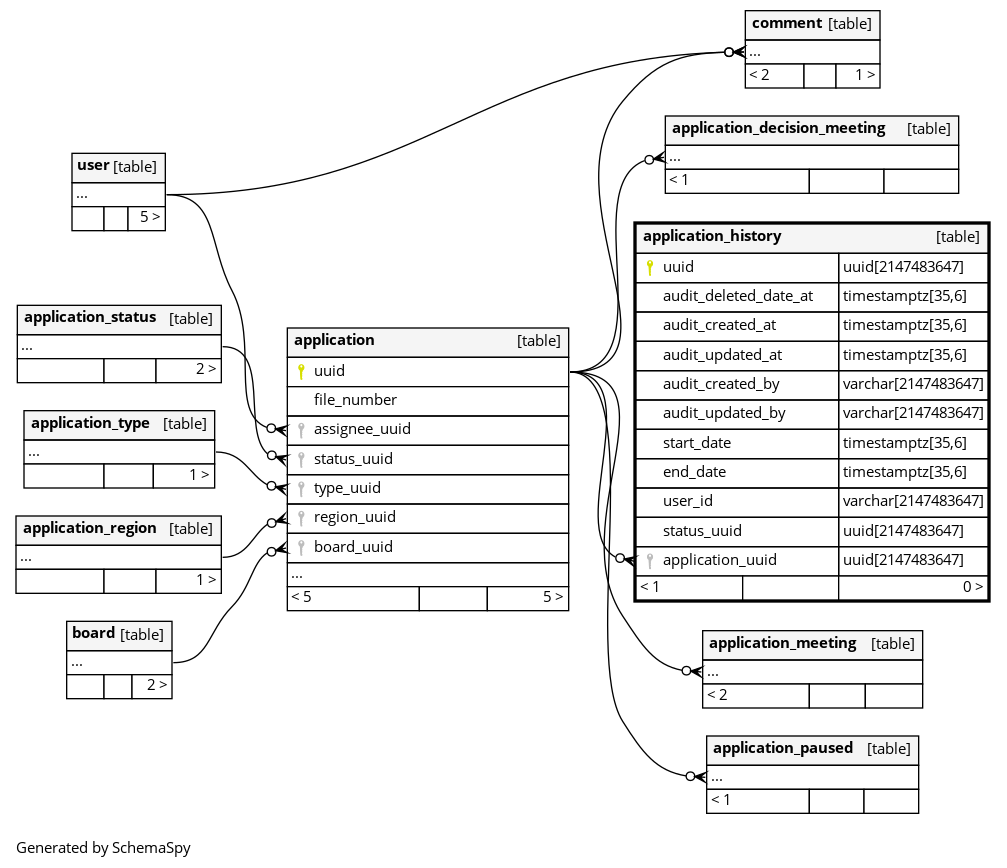 comment [table]
...
< 2 1 >
application_decision_meeting [table]
...
< 1
user [table]
...
5 >
application_history [table]
uuid uuid[2147483647]
audit_deleted_date_at timestamptz[35,6]
audit_created_at timestamptz[35,6]
audit_updated_at timestamptz[35,6]
audit_created_by varchar[2147483647]
audit_updated_by varchar[2147483647]
start_date timestamptz[35,6]
end_date timestamptz[35,6]
user_id varchar[2147483647]
status_uuid uuid[2147483647]
application_uuid uuid[2147483647]
< 1 0 >
application_status [table]
...
2 >
application [table]
uuid
file_number
assignee_uuid
status_uuid
type_uuid
region_uuid
board_uuid
...
< 5 5 >
application_type [table]
...
1 >
application_region [table]
...
1 >
board [table]
...
2 >
application_meeting [table]
...
< 2
application_paused [table]
...
< 1
Generated by SchemaSpy